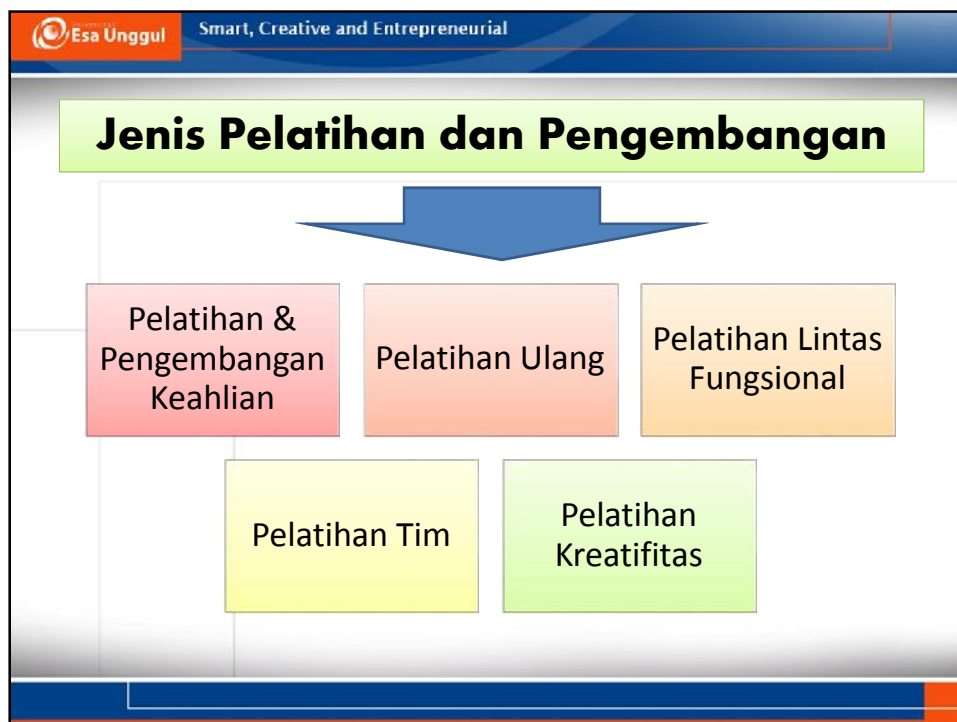 Esa Unggul
Smart, Creative and Entrepreneurial
Jenis Pelatihan dan Pengembangan
Pelatihan &
Pengembangan
Keahlian
Pelatihan Ulang
Pelatihan Lintas
Fungsional
Pelatihan Tim
Pelatihan
Kreatifitas